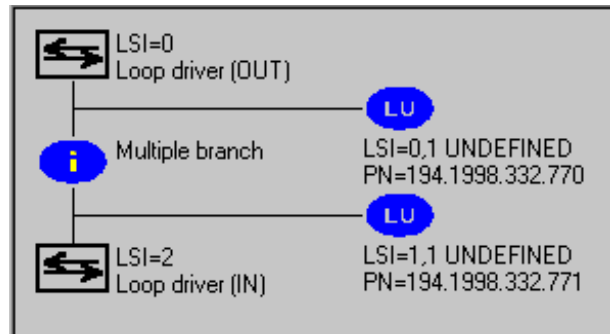 LSI=0
Loop driver (OUT)
LU
i
Multiple branch
LSI=0,1 UNDEFINED
PN=194.1998.332.770
LU
LSI=2
Loop driver (IN)
LSI=1,1 UNDEFINED
PN=194.1998.332.771